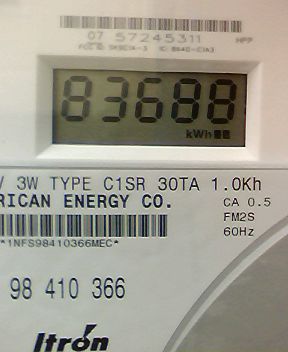 07 57245311 HPP
83688
kWh
V 3W TYPE C1SR 30TA 1.0Kh
RICAN ENERGY CO. CA 0.5
FM2S
60Hz
*1NFS98410366MEC*
98 410 366
Itron